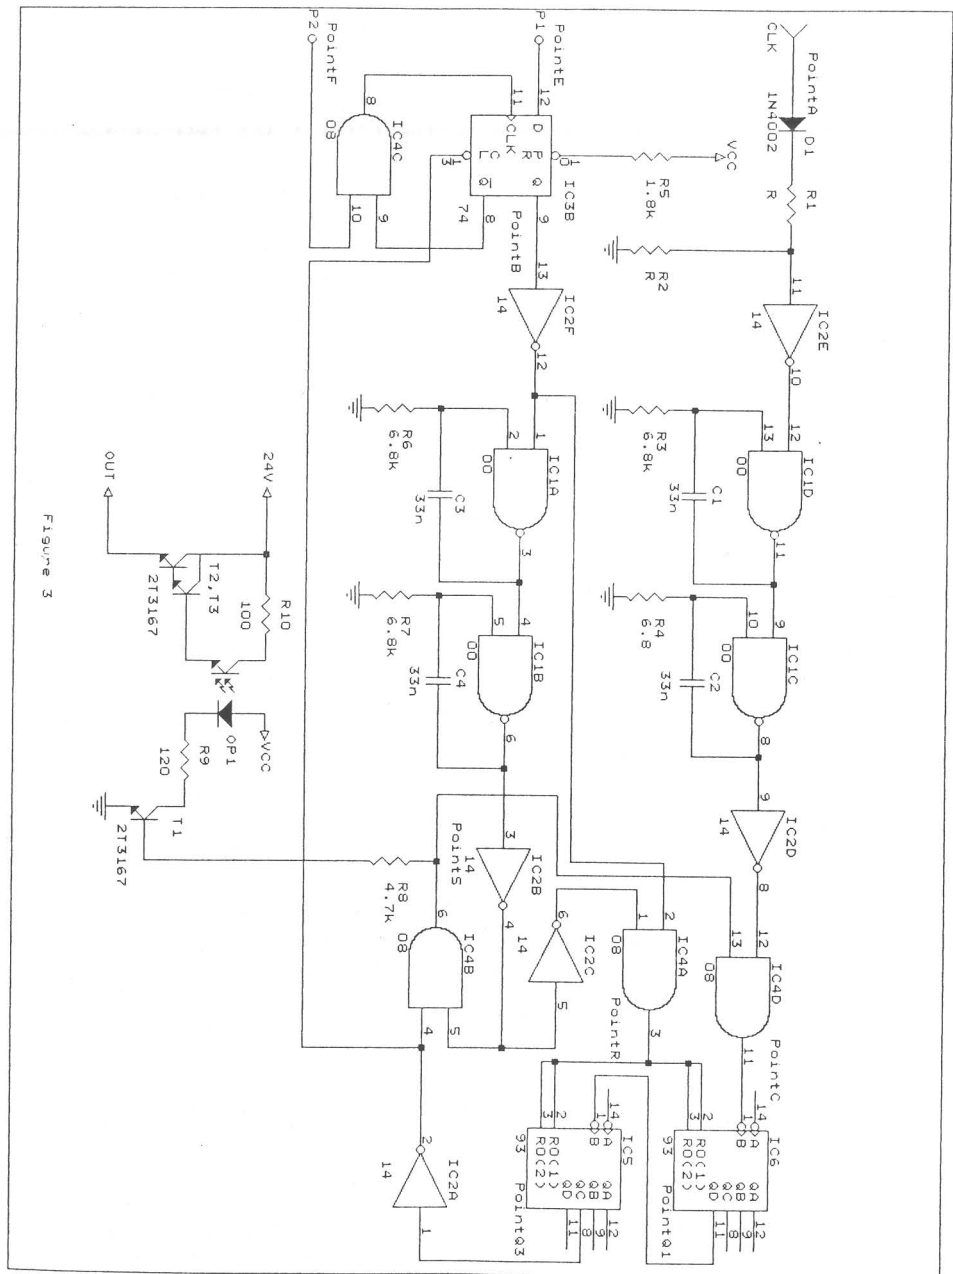 CLK
PointA
D1
1N4002
R1
R
R2
R
11
IC2E
14
10
12
13
IC1D
00
11
R3
6.8k
C1
33n
9
10
IC1C
00
8
R4
6.8
C2
33n
9
IC2D
14
8
12
13
IC4D
08
11
PointC
14
1
A
B
IC6
2
3
R0(1)
R0(2)
93
QA
QB
QC
QD
12
9
8
11
PointQ1
VCC
R5
1.8k
P1
PointE
12
11
D
CLK
P
R
Q
C
L
Q
10
13
9
8
IC3B
74
PointB
13
IC2F
14
12
1
2
IC1A
00
3
R6
6.8k
C3
33n
4
5
IC1B
00
6
R7
6.8k
C4
33n
3
IC2B
14
4
PointS
6
IC2C
14
5
2
1
IC4A
08
3
PointR
14
1
A
B
IC5
2
3
R0(1)
R0(2)
93
QA
QB
QC
QD
12
9
8
11
PointQ3
P2
PointF
IC4C
08
8
9
10
R8
4.7k
6
IC4B
08
5
4
2
IC2A
14
1
24V
OUT
R10
100
T2,T3
2T3167
VCC
OP1
R9
120
T1
2T3167
Figure 3